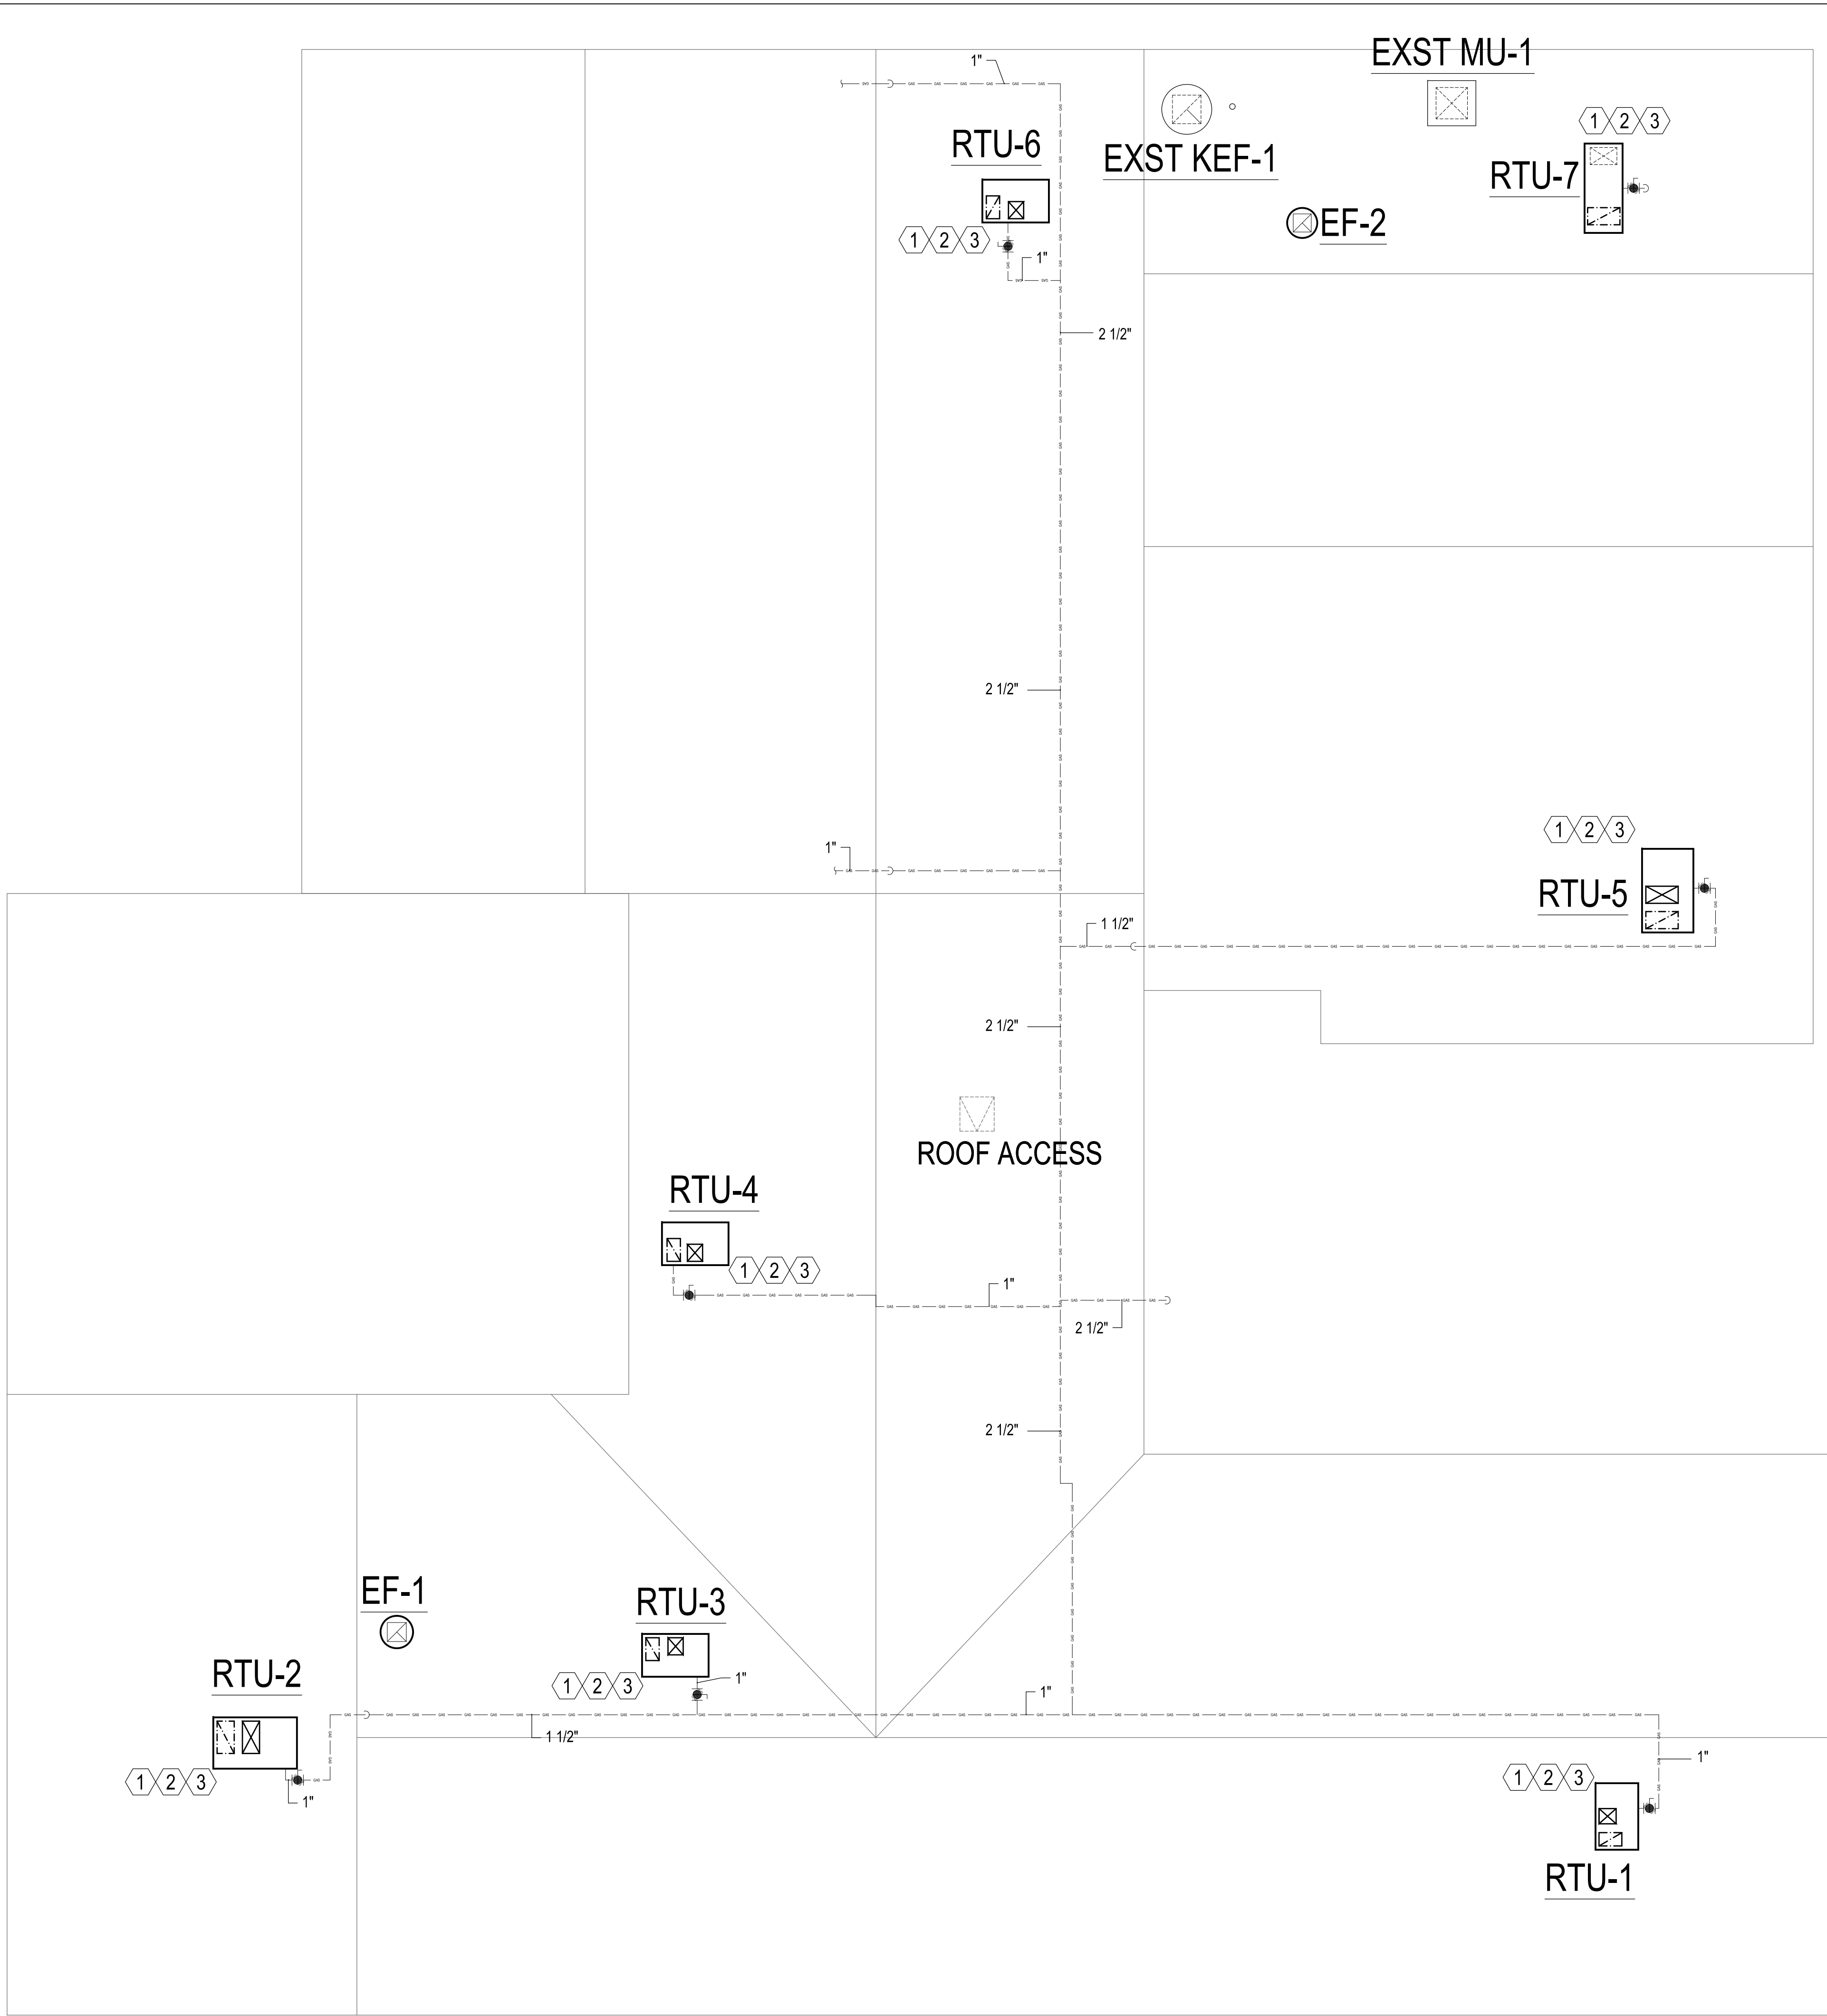 EXST MU-1
1"
1 2 3
RTU-6
EXST KEF-1
RTU-7
EF-2
1 2 3
1"
2 1/2"
2 1/2"
1 2 3
1"
RTU-5
1 1/2"
2 1/2"
ROOF ACCESS
RTU-4
1 2 3
1"
2 1/2"
2 1/2"
EF-1
RTU-3
RTU-2
1 2 3
1"
1"
1 1/2"
1"
1 2 3
1"
1 2 3
RTU-1
GAS